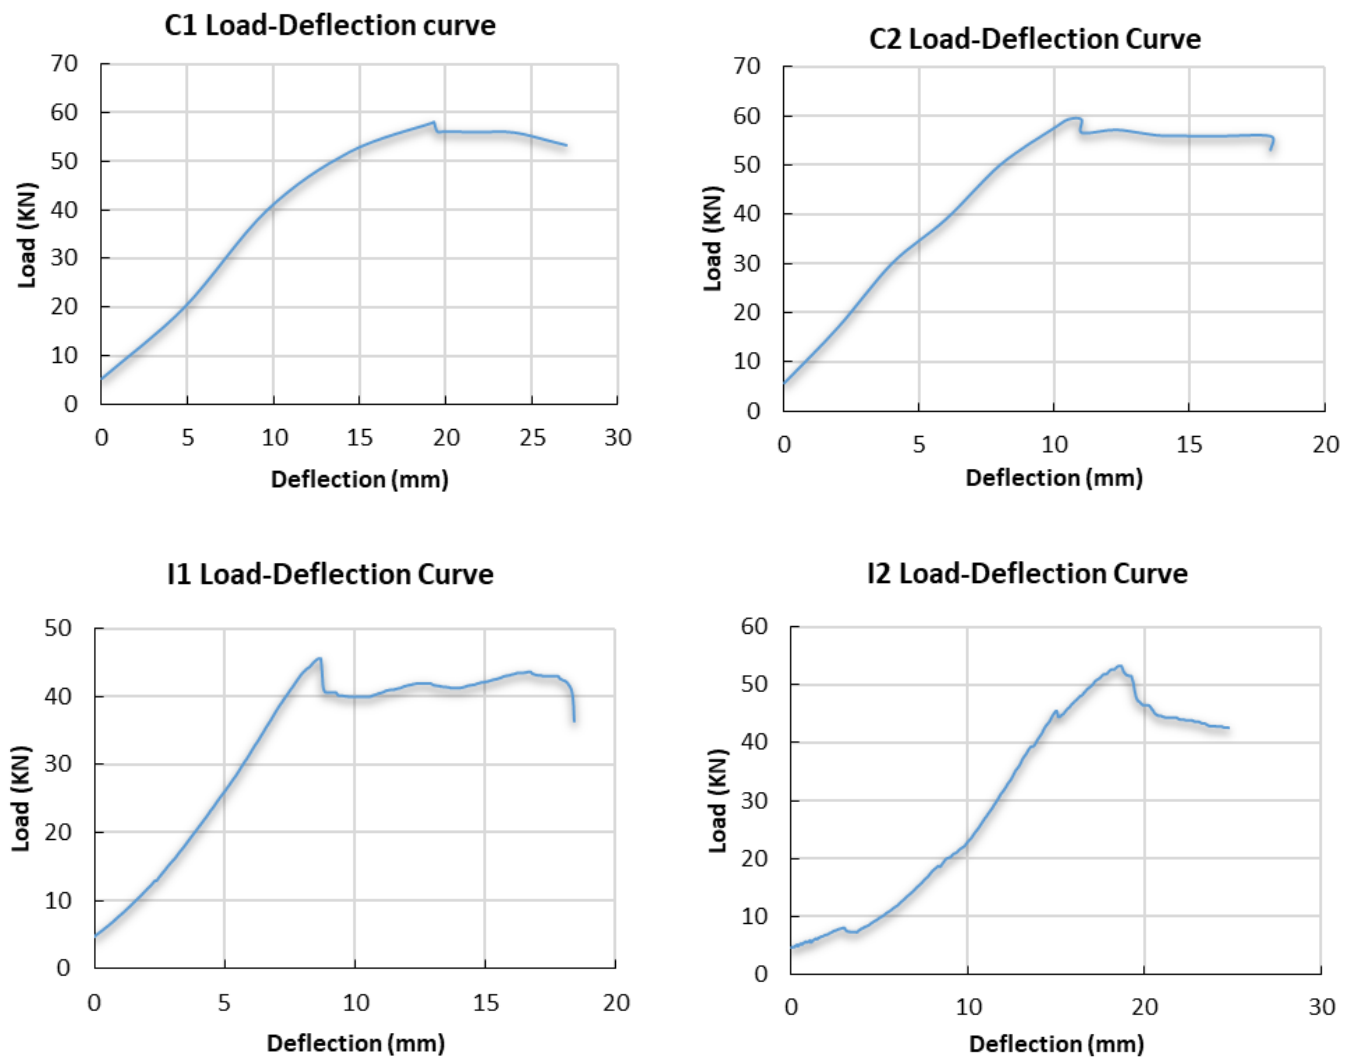 C1 Load-Deflection curve
70
60
50
40
30
20
10
0
Load (KN)
0 5 10 15 20 25 30
Deflection (mm)
C2 Load-Deflection Curve
70
60
50
40
30
20
10
0
Load (KN)
0 5 10 15 20
Deflection (mm)
I1 Load-Deflection Curve
50
40
30
20
10
0
Load (KN)
0 5 10 15 20
Deflection (mm)
I2 Load-Deflection Curve
60
50
40
30
20
10
0
Load (KN)
0 10 20 30
Deflection (mm)